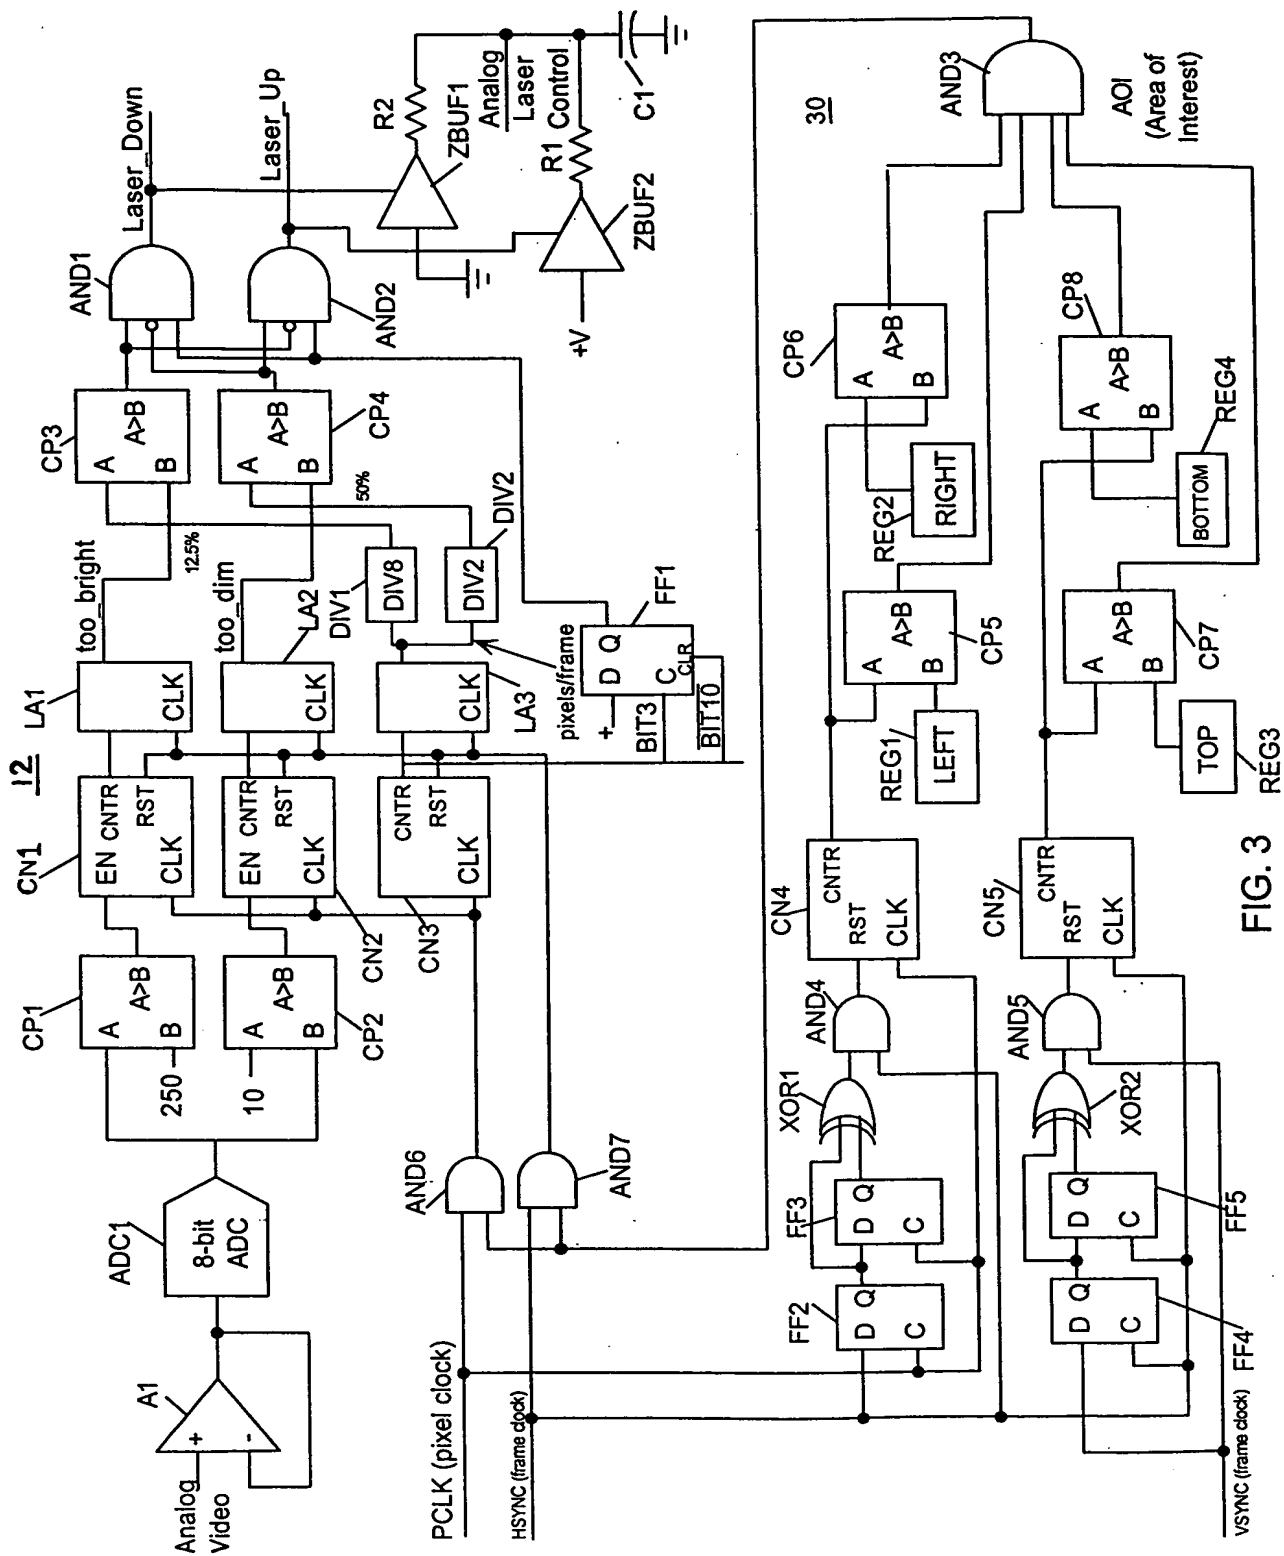 12
Analog
Video
A1
+
-
ADC1
8-bit
ADC
CP1
A
A>B
B
250
10
A
A>B
B
CP2
CN1
EN CNTR
RST
CLK
EN CNTR
RST
CLK
CN2
CNTR
RST
CLK
CN3
LA1
CLK
too_bright
too_dim
LA2
CLK
CLK
LA3
DIV1
DIV8
DIV2
DIV2
12.5%
50%
pixels/frame
+
D Q
C
CLR
FF1
BIT3
BIT10
CP3
A
A>B
B
A
A>B
B
CP4
AND1
AND2
Laser_Down
Laser_Up
R2
ZBUF1
Analog
Laser
Control
R1
ZBUF2
+V
C1
AND6
AND7
PCLK (pixel clock)
HSYNC (frame clock)
VSYNC (frame clock)
FF2
D Q
C
FF3
D Q
C
XOR1
AND4
CN4
CNTR
RST
CLK
REG1
LEFT
A
A>B
B
CP5
REG2
RIGHT
CP6
A
A>B
B
30
AND3
AOI
(Area of
Interest)
D Q
C
FF4
D Q
C
FF5
XOR2
AND5
CN5
CNTR
RST
CLK
TOP
REG3
A
A>B
B
CP7
BOTTOM
REG4
A
A>B
B
CP8
FIG. 3